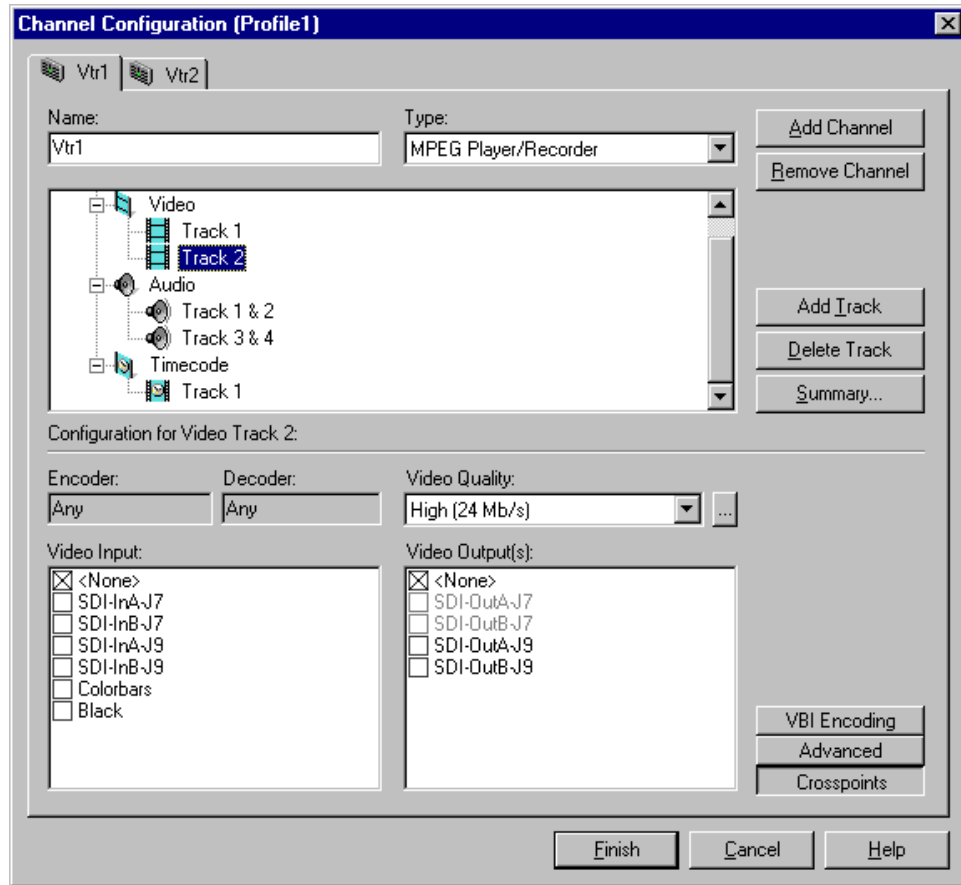 Channel Configuration (Profile1)
Vtr1 Vtr2
Name: Type:
Vtr1 MPEG Player/Recorder
Add Channel
Remove Channel
Video
Track 1
Track 2
Audio
Track 1 & 2
Track 3 & 4
Timecode
Track 1
Add Track
Delete Track
Summary...
Configuration for Video Track 2:
Encoder: Decoder: Video Quality:
Any Any High (24 Mb/s) ...
Video Input: Video Output(s):
<None> <None>
SDI-InA-J7 SDI-OutA-J7
SDI-InB-J7 SDI-OutB-J7
SDI-InA-J9 SDI-OutA-J9
SDI-InB-J9 SDI-OutB-J9
Colorbars
Black
VBI Encoding
Advanced
Crosspoints
Finish Cancel Help